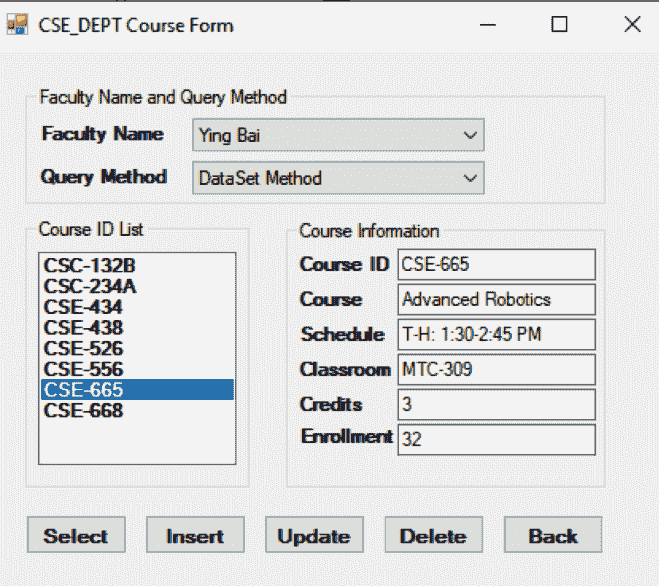 CSE_DEPT Course Form
Faculty Name and Query Method
Faculty Name Ying Bai
Query Method DataSet Method
Course ID List
CSC-132B
CSC-234A
CSE-434
CSE-438
CSE-526
CSE-556
CSE-665
CSE-668
Course Information
Course ID CSE-665
Course Advanced Robotics
Schedule T-H: 1:30-2:45 PM
Classroom MTC-309
Credits 3
Enrollment 32
Select Insert Update Delete Back